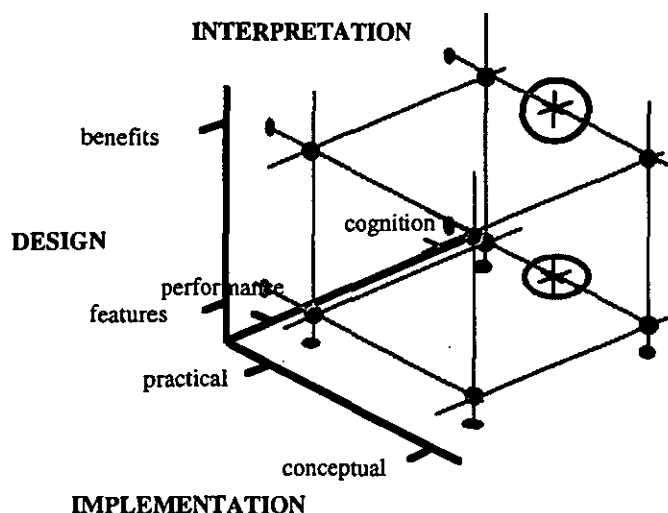 INTERPRETATION
benefits
cognition
DESIGN
performance
features
practical
conceptual
IMPLEMENTATION